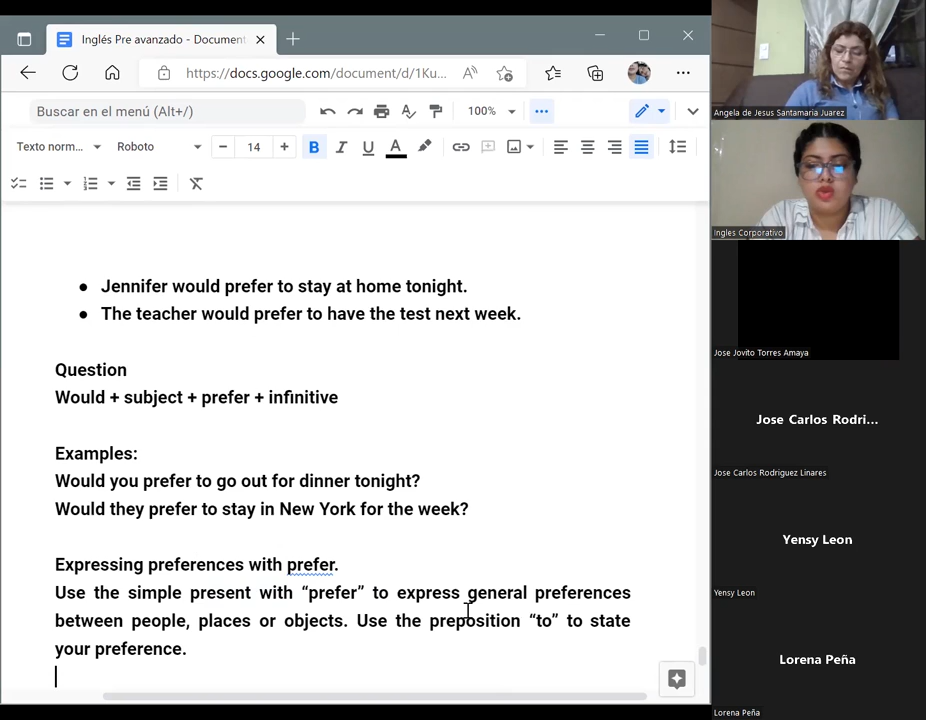 Inglés Pre avanzado - Document
https://docs.google.com/document/d/1Ku...
Buscar en el menú (Alt+/)
100%
Texto norm...
Roboto
14
Jennifer would prefer to stay at home tonight.
The teacher would prefer to have the test next week.
Question
Would + subject + prefer + infinitive
Examples:
Would you prefer to go out for dinner tonight?
Would they prefer to stay in New York for the week?
Expressing preferences with prefer.
Use the simple present with “prefer” to express general preferences
between people, places or objects. Use the preposition “to” to state
your preference.
Angela de Jesus Santamaria Juarez
Ingles Corporativo
Jose Jovito Torres Amaya
Jose Carlos Rodri...
Jose Carlos Rodriguez Linares
Yensy Leon
Yensy Leon
Lorena Peña
Lorena Peña